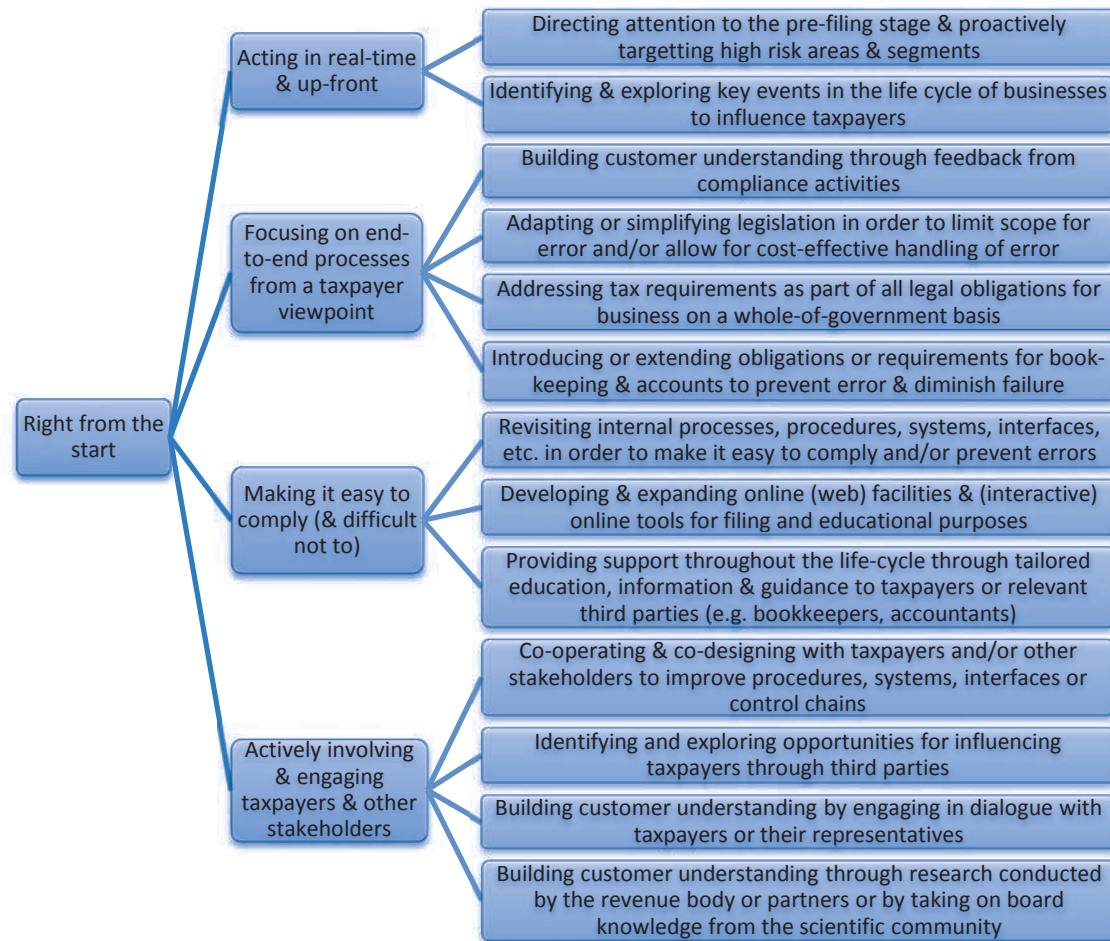 Right from the
start
Acting in real-time
& up-front
Directing attention to the pre-filing stage & proactively
targetting high risk areas & segments
Identifying & exploring key events in the life cycle of businesses
to influence taxpayers
Focusing on end-
to-end processes
from a taxpayer
viewpoint
Building customer understanding through feedback from
compliance activities
Adapting or simplifying legislation in order to limit scope for
error and/or allow for cost-effective handling of error
Addressing tax requirements as part of all legal obligations for
business on a whole-of-government basis
Introducing or extending obligations or requirements for book-
keeping & accounts to prevent error & diminish failure
Making it easy to
comply (& difficult
not to)
Revisiting internal processes, procedures, systems, interfaces,
etc. in order to make it easy to comply and/or prevent errors
Developing & expanding online (web) facilities & (interactive)
online tools for filing and educational purposes
Providing support throughout the life-cycle through tailored
education, information & guidance to taxpayers or relevant
third parties (e.g. bookkeepers, accountants)
Actively involving
& engaging
taxpayers & other
stakeholders
Co-operating & co-designing with taxpayers and/or other
stakeholders to improve procedures, systems, interfaces or
control chains
Identifying and exploring opportunities for influencing
taxpayers through third parties
Building customer understanding by engaging in dialogue with
taxpayers or their representatives
Building customer understanding through research conducted
by the revenue body or partners or by taking on board
knowledge from the scientific community